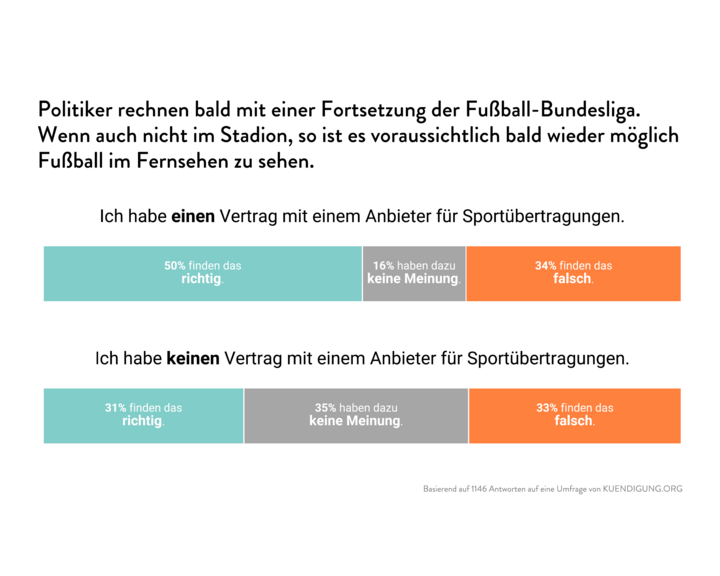 Politiker rechnen bald mit einer Fortsetzung der Fußball-Bundesliga.
Wenn auch nicht im Stadion, so ist es voraussichtlich bald wieder möglich
Fußball im Fernsehen zu sehen.
Ich habe einen Vertrag mit einem Anbieter für Sportübertragungen.
50% finden das
richtig.
16% haben dazu
keine Meinung.
34% finden das
falsch.
Ich habe keinen Vertrag mit einem Anbieter für Sportübertragungen.
31% finden das
richtig.
35% haben dazu
keine Meinung.
33% finden das
falsch.
Basierend auf 1146 Antworten auf eine Umfrage von KUENDIGUNG.ORG